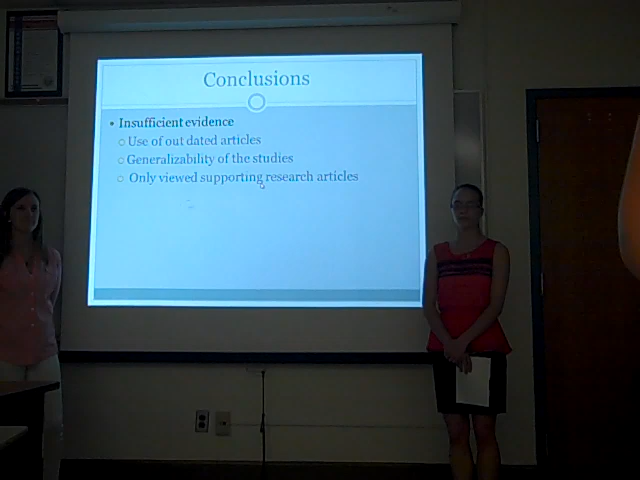 Conclusions
• Insufficient evidence
○ Use of out dated articles
○ Generalizability of the studies
○ Only viewed supporting research articles